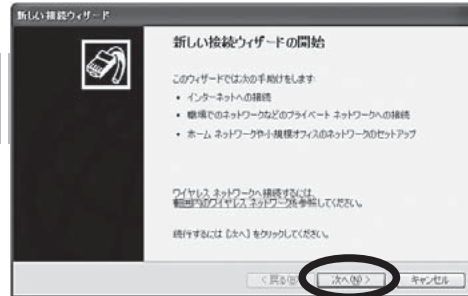 新しい接続ウィザード
新しい接続ウィザードの開始
このウィザードでは次の手助けをします:
• インターネットへの接続
• 職場でのネットワークなどのプライベート ネットワークへの接続
• ホーム ネットワークや小規模オフィスのネットワークのセットアップ
ワイヤレス ネットワークへ接続するには、
範囲内のワイヤレス ネットワークを参照してください。
続行するには [次へ] をクリックしてください。
< 戻る(B)
次へ(N) >
キャンセル